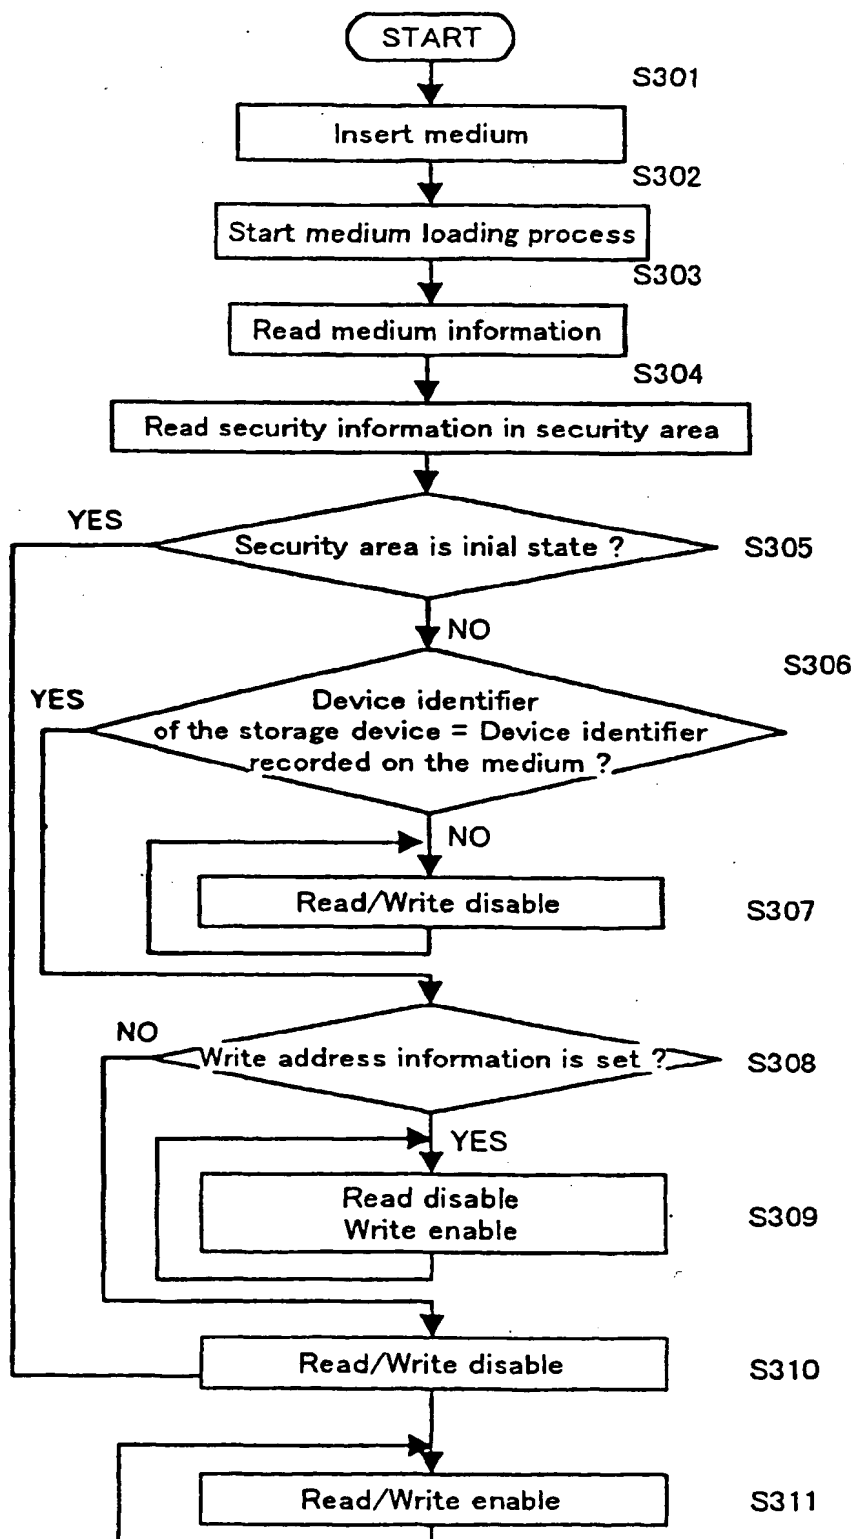 START
S301
Insert medium
S302
Start medium loading process
S303
Read medium information
S304
Read security information in security area
YES
Security area is inial state ?
S305
NO
S306
YES
Device identifier
of the storage device = Device identifier
recorded on the medium ?
NO
Read/Write disable
S307
NO
Write address information is set ?
S308
YES
Read disable
Write enable
S309
Read/Write disable
S310
Read/Write enable
S311